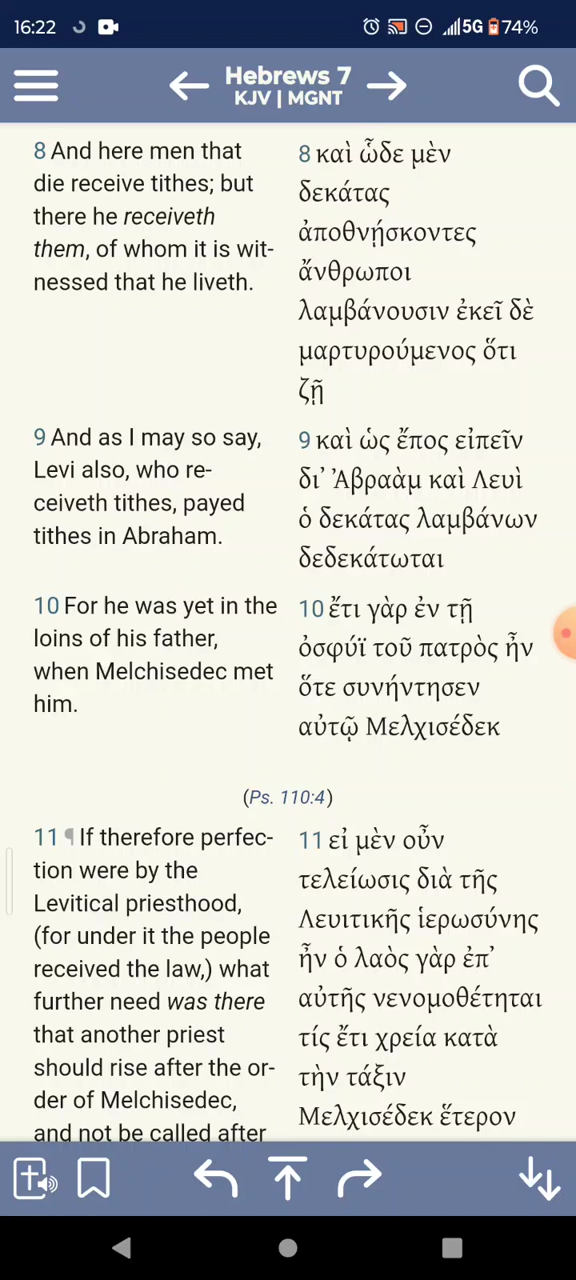 16:22
5G 74%
Hebrews 7
KJV | MGNT
8 And here men that
die receive tithes; but
there he receiveth
them, of whom it is wit-
nessed that he liveth.
8 καὶ ὧδε μὲν
δεκάτας
ἀποθνῄσκοντες
ἄνθρωποι
λαμβάνουσιν ἐκεῖ δὲ
μαρτυρούμενος ὅτι
ζῇ
9 And as I may so say,
Levi also, who re-
ceiveth tithes, payed
tithes in Abraham.
9 καὶ ὡς ἔπος εἰπεῖν
δι’ Ἀβραὰμ καὶ Λευὶ
ὁ δεκάτας λαμβάνων
δεδεκάτωται
10 For he was yet in the
loins of his father,
when Melchisedec met
him.
10 ἔτι γὰρ ἐν τῇ
ὀσφύϊ τοῦ πατρὸς ἦν
ὅτε συνήντησεν
αὐτῷ Μελχισέδεκ
(Ps. 110:4)
11 ¶ If therefore perfec-
tion were by the
Levitical priesthood,
(for under it the people
received the law,) what
further need was there
that another priest
should rise after the or-
der of Melchisedec,
and not be called after
11 εἰ μὲν οὖν
τελείωσις διὰ τῆς
Λευιτικῆς ἱερωσύνης
ἦν ὁ λαὸς γὰρ ἐπ’
αὐτῆς νενομοθέτηται
τίς ἔτι χρεία κατὰ
τὴν τάξιν
Μελχισέδεκ ἕτερον